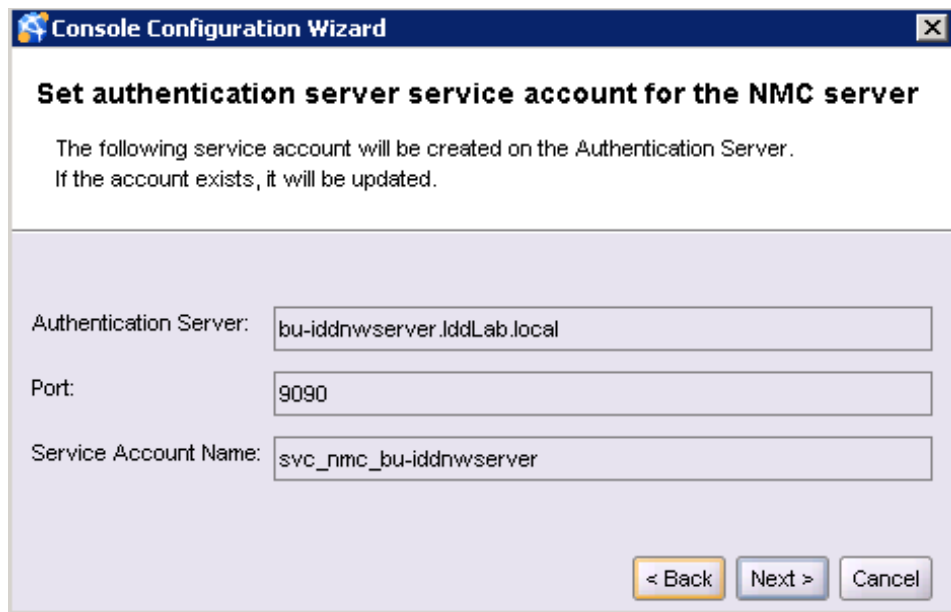 Console Configuration Wizard
Set authentication server service account for the NMC server
The following service account will be created on the Authentication Server.
If the account exists, it will be updated.
Authentication Server: bu-iddnwserver.IddLab.local
Port: 9090
Service Account Name: svc_nmc_bu-iddnwserver
< Back Next > Cancel